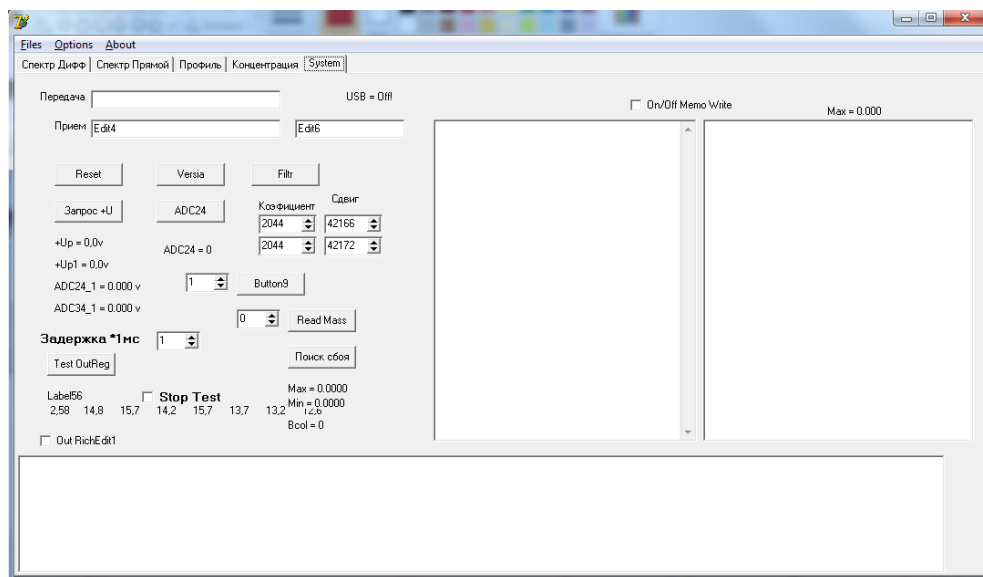 Files Options About
Спектр Дифф Спектр Прямой Профиль Концентрация System
Передача USB = Off!
On/Off Memo Write Max = 0.000
Прием Edit4 Edit6
Reset Versia Filtr
Запрос +U ADC24 Коэфициент Сдвиг
2044 42166
+Up = 0,0v ADC24 = 0 2044 42172
+Up1 = 0,0v
ADC24_1 = 0.000 v 1 Button9
ADC34_1 = 0.000 v 0 Read Mass
Задержка *1мс 1
Test OutReg Поиск сбоя
Label56 Stop Test Max = 0.0000
Min = 0.0000
2,58 14,8 15,7 14,2 15,7 13,7 13,2 12,6
Bcol = 0
Out RichEdit1